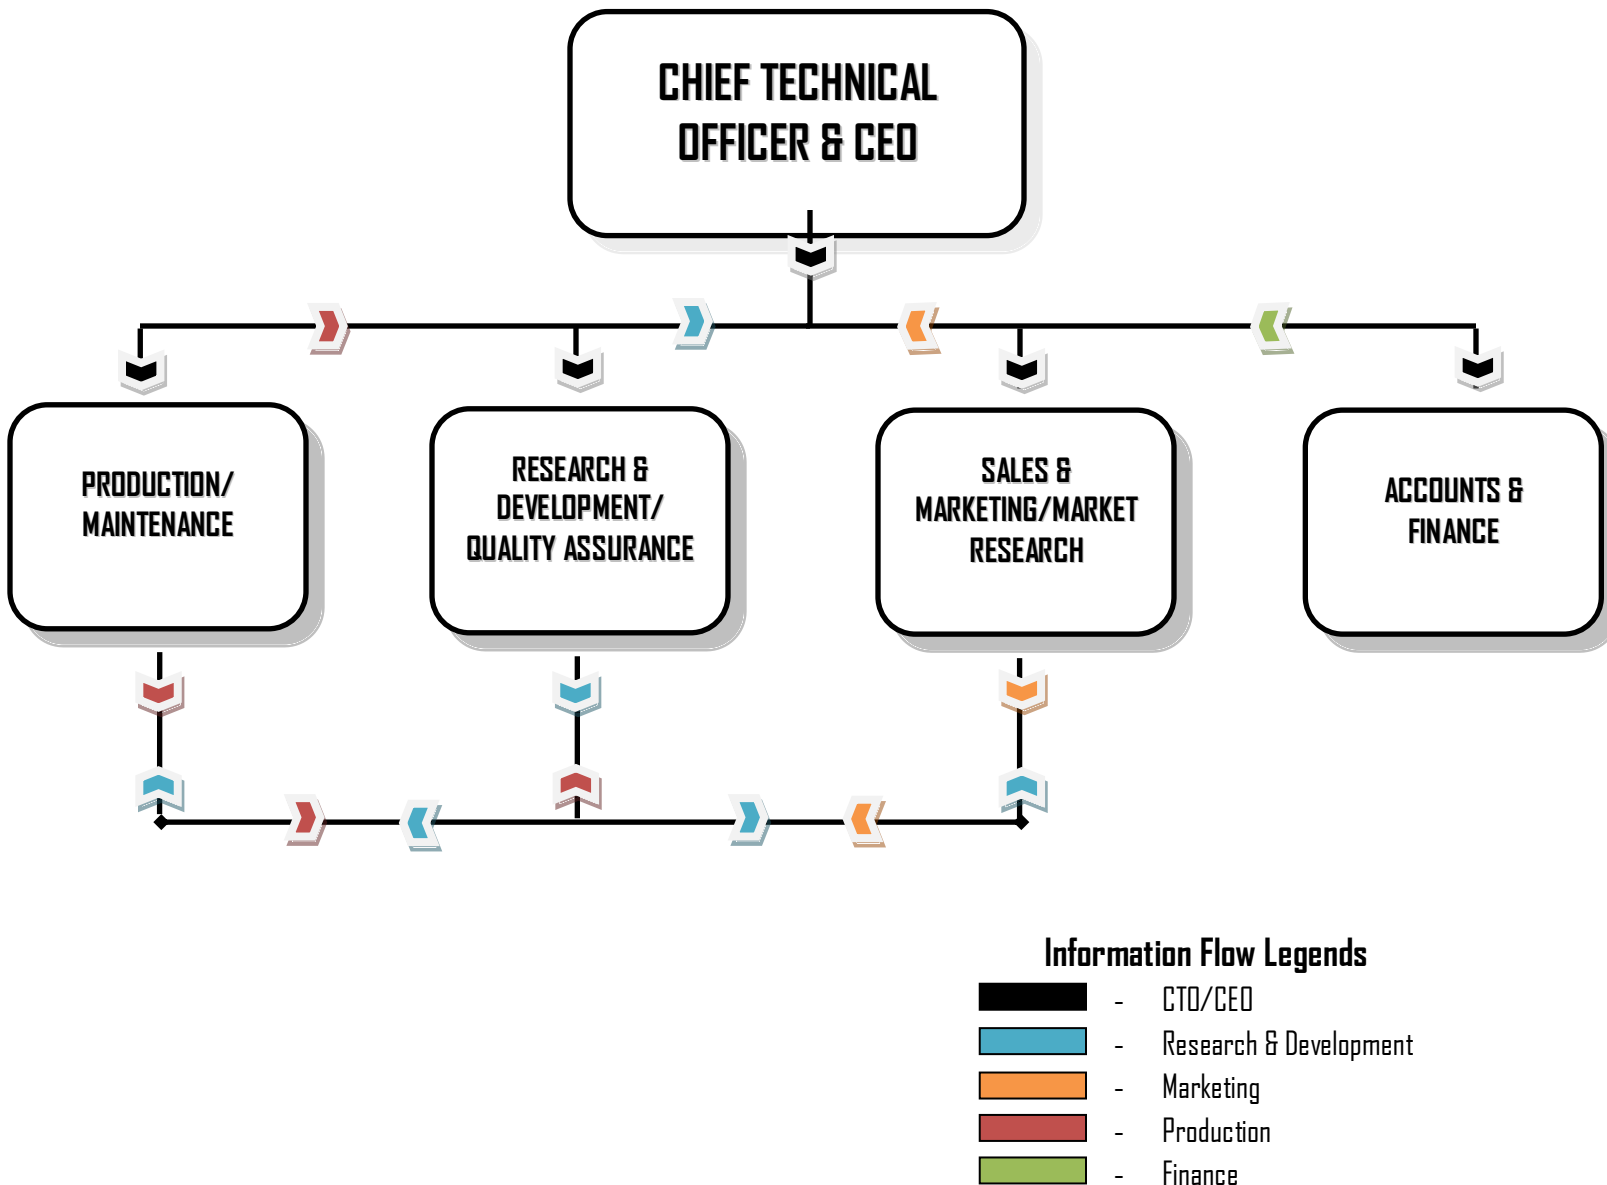 CHIEF TECHNICAL
OFFICER & CEO
PRODUCTION/
MAINTENANCE
RESEARCH &
DEVELOPMENT/
QUALITY ASSURANCE
SALES &
MARKETING/MARKET
RESEARCH
ACCOUNTS &
FINANCE
Information Flow Legends
- CTO/CEO
- Research & Development
- Marketing
- Production
- Finance